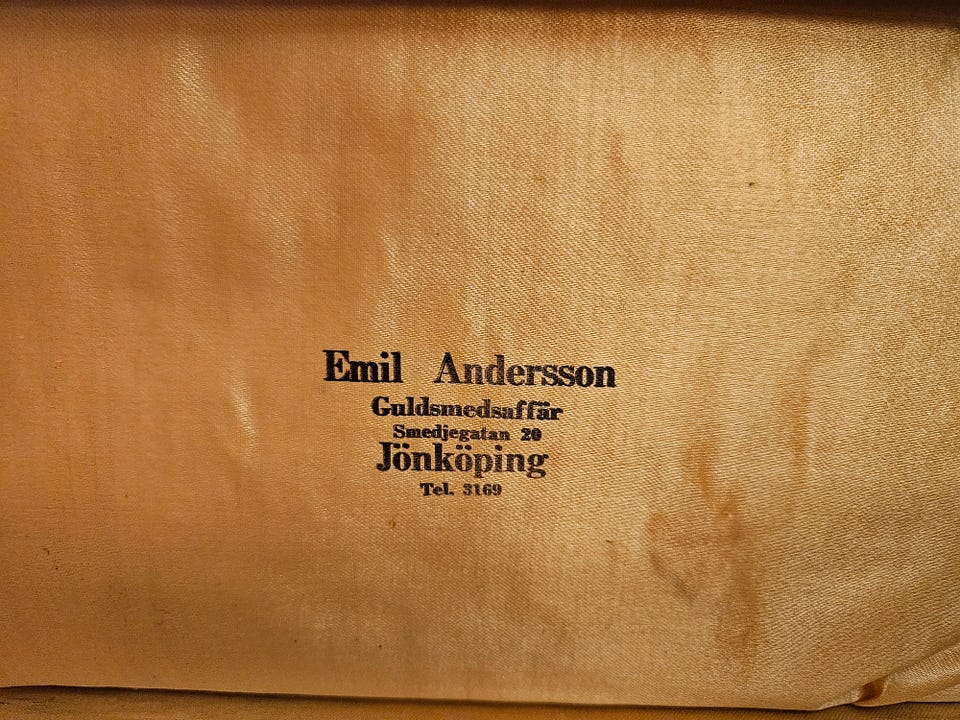 Emil Andersson
Guldsmedsaffär
Smedjegatan 20
Jönköping
Tel. 3169